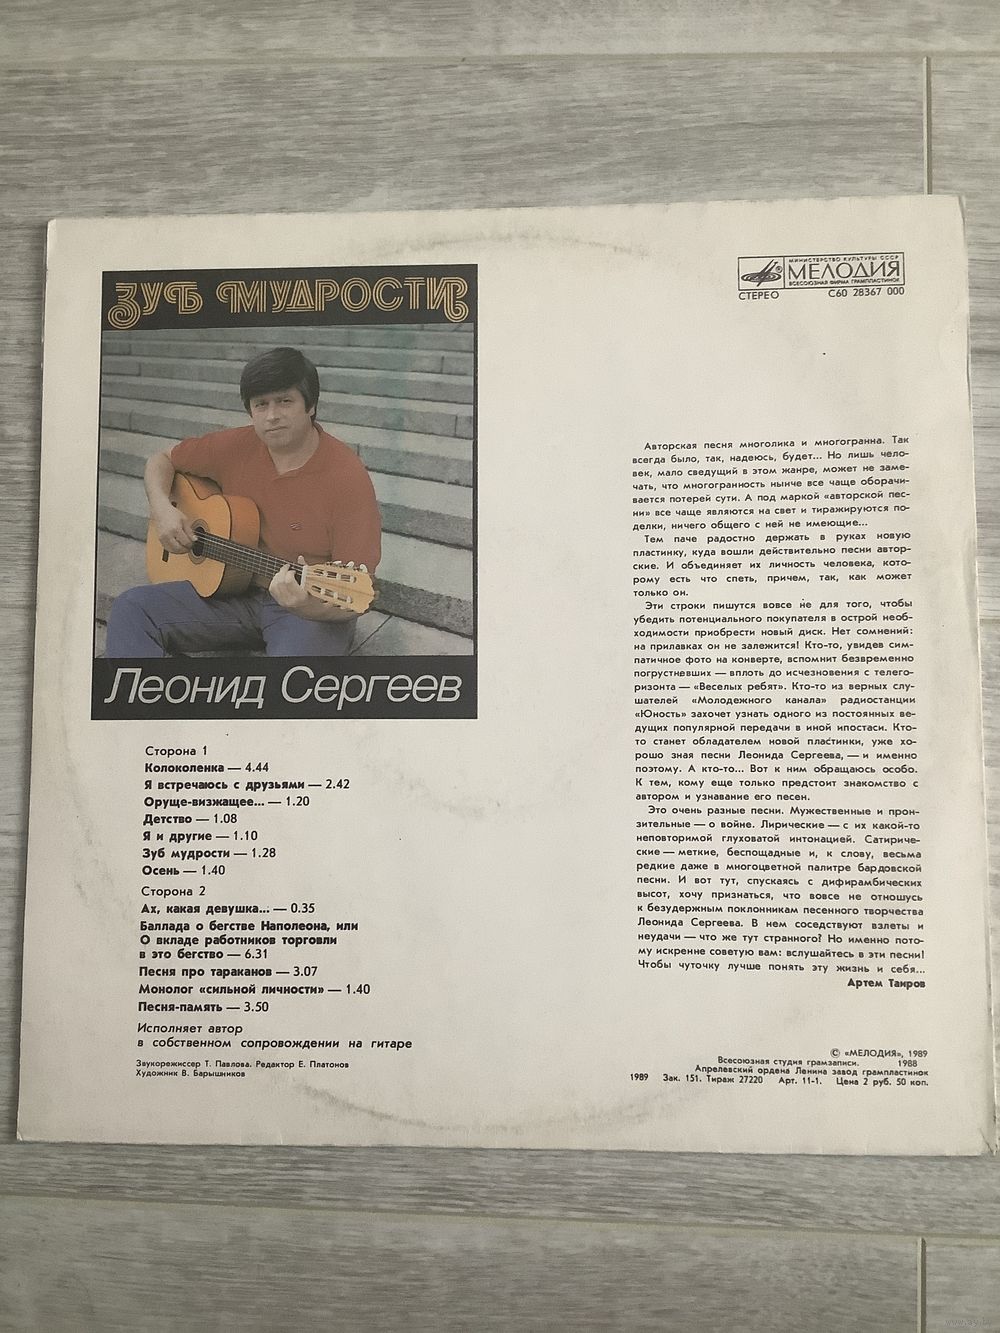 ЗУБ МУДРОСТИ
Леонид Сергеев
МИНИСТЕРСТВО КУЛЬТУРЫ СССР
МЕЛОДИЯ
ВСЕСОЮЗНАЯ ФИРМА ГРАМПЛАСТИНОК
СТЕРЕО С60 28367 000
Сторона 1
Колоколенка — 4.44
Я встречаюсь с друзьями — 2.42
Оруще-визжащее... — 1.20
Детство — 1.08
Я и другие — 1.10
Зуб мудрости — 1.28
Осень — 1.40
Сторона 2
Ах, какая девушка... — 0.35
Баллада о бегстве Наполеона, или
О вкладе работников торговли
в это бегство — 6.31
Песня про тараканов — 3.07
Монолог «сильной личности» — 1.40
Песня-память — 3.50
Исполняет автор
в собственном сопровождении на гитаре
Звукорежиссер Т. Павлова. Редактор Е. Платонов
Художник В. Барышников
Авторская песня многолика и многогранна. Так
всегда было, так, надеюсь, будет... Но лишь чело-
век, мало сведущий в этом жанре, может не заме-
чать, что многогранность нынче все чаще оборачи-
вается потерей сути. А под маркой «авторской пес-
ни» все чаще являются на свет и тиражируются по-
делки, ничего общего с ней не имеющие...
Тем паче радостно держать в руках новую
пластинку, куда вошли действительно песни автор-
ские. И объединяет их личность человека, кото-
рому есть что спеть, причем, так, как может
только он.
Эти строки пишутся вовсе не для того, чтобы
убедить потенциального покупателя в острой необ-
ходимости приобрести новый диск. Нет сомнений:
на прилавках он не залежится! Кто-то, увидев сим-
патичное фото на конверте, вспомнит безвременно
погрустневших — вплоть до исчезновения с телего-
ризонта — «Веселых ребят». Кто-то из верных слу-
шателей «Молодежного канала» радиостанции
«Юность» захочет узнать одного из постоянных ве-
дущих популярной передачи в иной ипостаси. Кто-
то станет обладателем новой пластинки, уже хо-
рошо зная песни Леонида Сергеева, — и именно
поэтому. А кто-то... Вот к ним обращаюсь особо.
К тем, кому еще только предстоит знакомство с
автором и узнавание его песен.
Это очень разные песни. Мужественные и прон-
зительные — о войне. Лирические — с их какой-то
неповторимой глуховатой интонацией. Сатириче-
ские — меткие, беспощадные и, к слову, весьма
редкие даже в многоцветной палитре бардовской
песни. И вот тут, спускаясь с дифирамбических
высот, хочу признаться, что вовсе не отношусь
к безудержным поклонникам песенного творчества
Леонида Сергеева. В нем соседствуют взлеты и
неудачи — что же тут странного? Но именно пото-
му искренне советую вам: вслушайтесь в эти песни!
Чтобы чуточку лучше понять эту жизнь и себя...
Артем Таиров
© «МЕЛОДИЯ», 1989
Всесоюзная студия грамзаписи. 1988
Апрелевский ордена Ленина завод грампластинок
1989 Зак. 151. Тираж 27220 Арт. 11-1. Цена 2 руб. 50 коп.